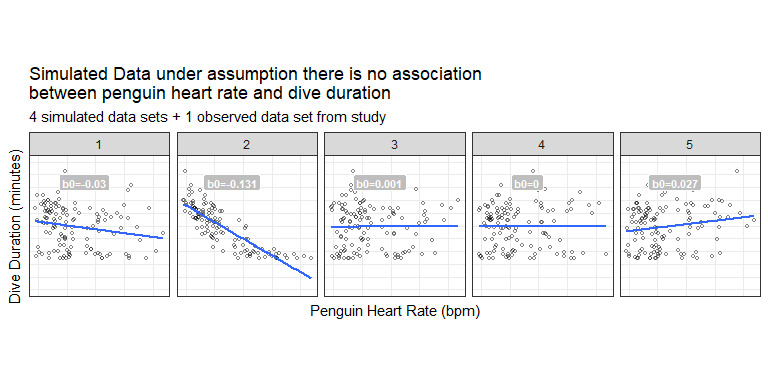 Simulated Data under assumption there is no association
between penguin heart rate and dive duration
4 simulated data sets + 1 observed data set from study
1
2
3
4
5
b0=-0.03
b0=-0.131
b0=0.001
b0=0
b0=0.027
Dive Duration (minutes)
Penguin Heart Rate (bpm)